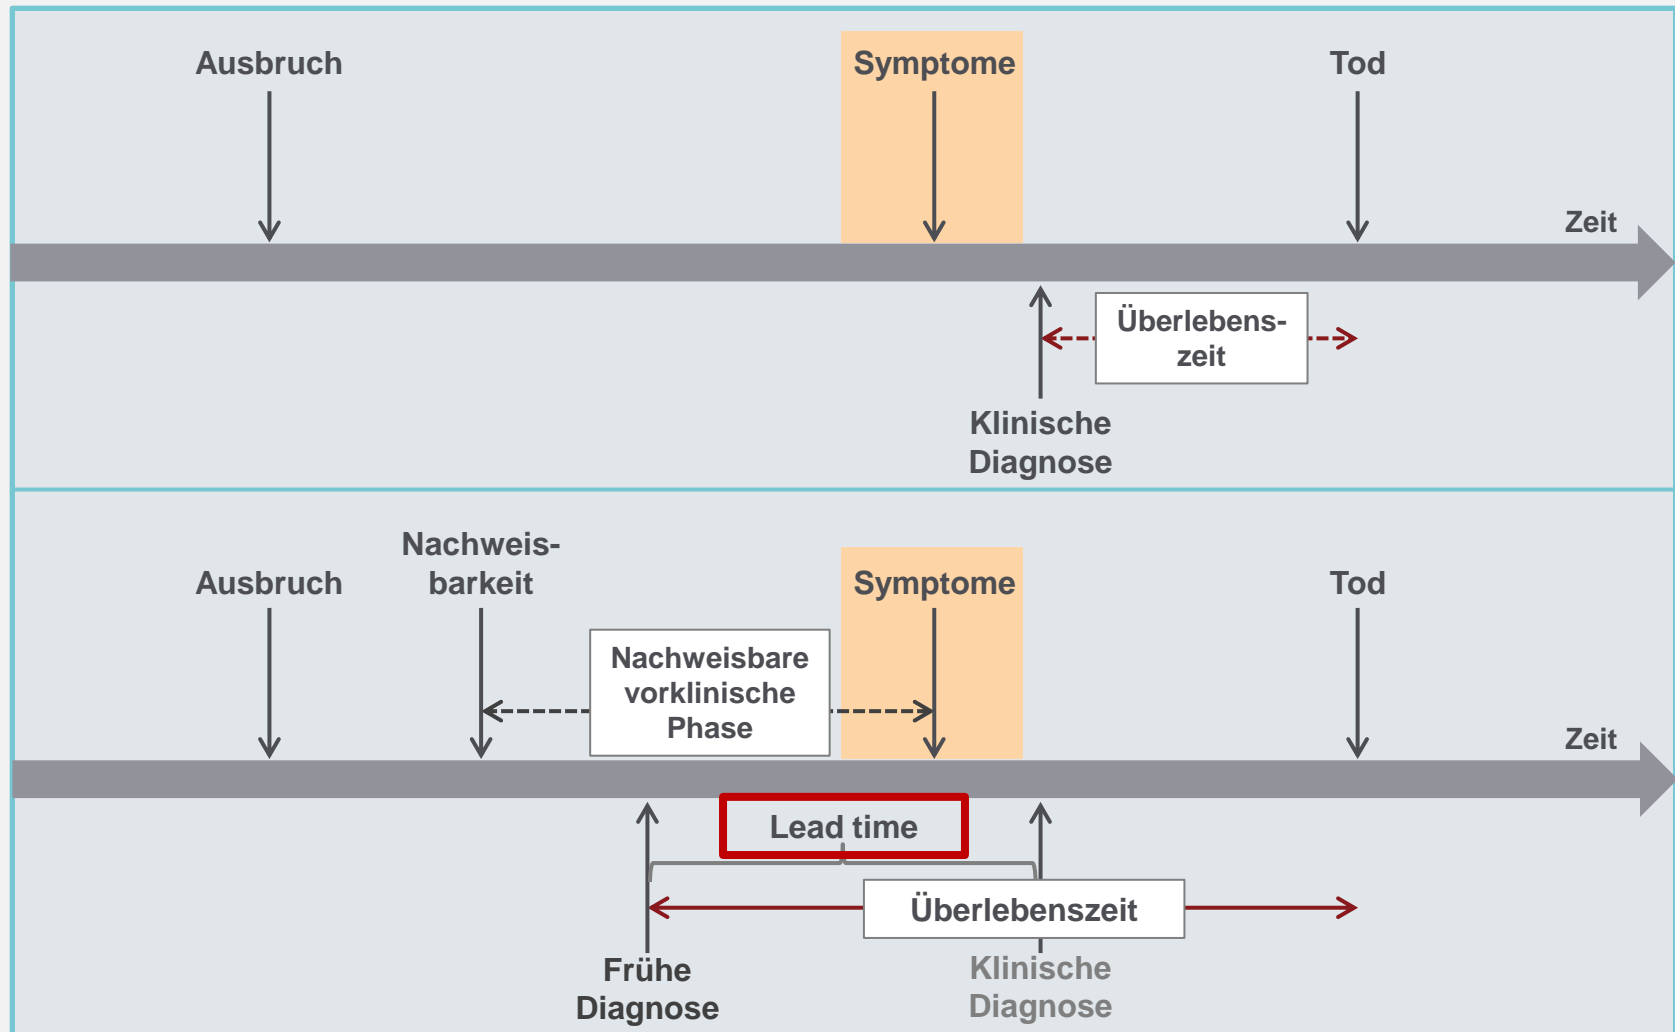 Ausbruch
Symptome
Tod
Zeit
Überlebens-
zeit
Klinische
Diagnose
Nachweis-
barkeit
Ausbruch
Symptome
Tod
Nachweisbare
vorklinische
Phase
Zeit
Lead time
Überlebenszeit
Frühe
Diagnose
Klinische
Diagnose